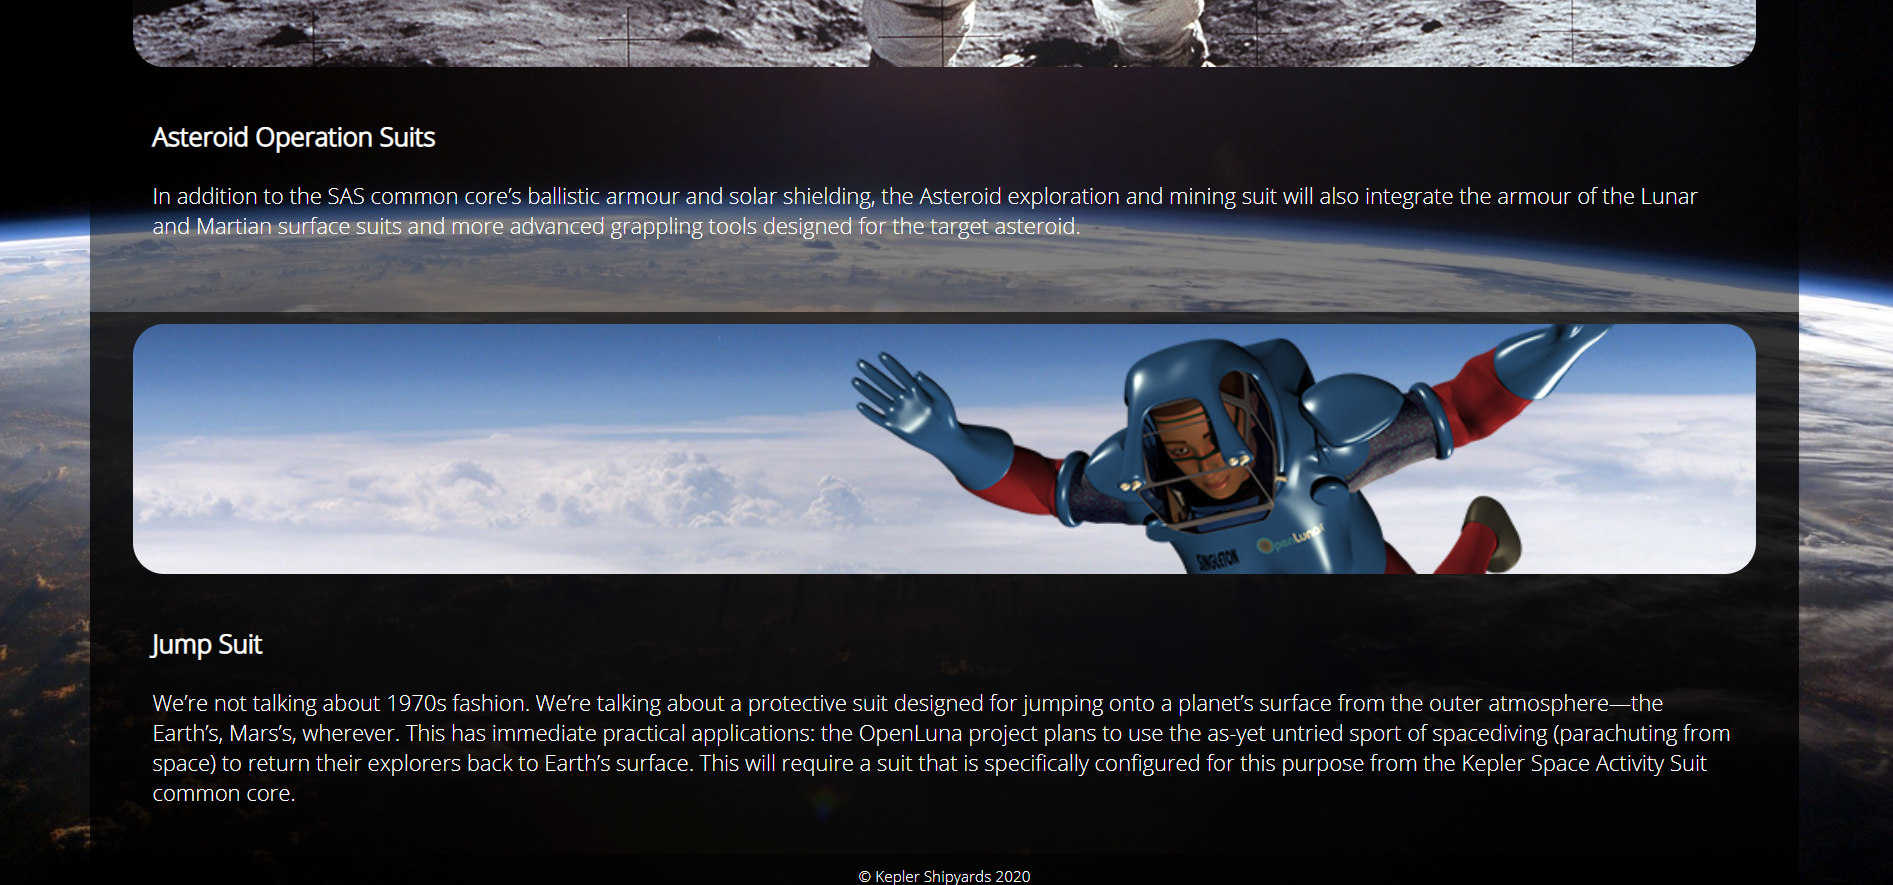 Asteroid Operation Suits
In addition to the SAS common core’s ballistic armour and solar shielding, the Asteroid exploration and mining suit will also integrate the armour of the Lunar
and Martian surface suits and more advanced grappling tools designed for the target asteroid.
SINGLETON
OpenLuna
Jump Suit
We’re not talking about 1970s fashion. We’re talking about a protective suit designed for jumping onto a planet’s surface from the outer atmosphere—the
Earth’s, Mars’s, wherever. This has immediate practical applications: the OpenLuna project plans to use the as-yet untried sport of spacediving (parachuting from
space) to return their explorers back to Earth’s surface. This will require a suit that is specifically configured for this purpose from the Kepler Space Activity Suit
common core.
© Kepler Shipyards 2020